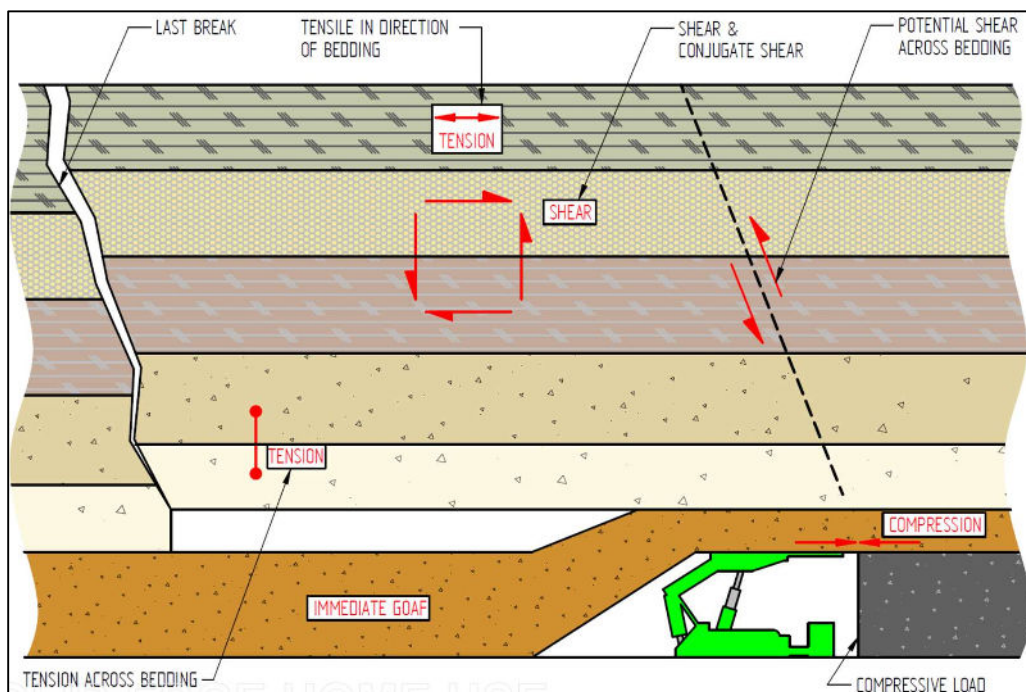 LAST BREAK
TENSILE IN DIRECTION
OF BEDDING
SHEAR &
CONJUGATE SHEAR
POTENTIAL SHEAR
ACROSS BEDDING
TENSION
SHEAR
TENSION
COMPRESSION
IMMEDIATE GOAF
TENSION ACROSS BEDDING
COMPRESSIVE LOAD